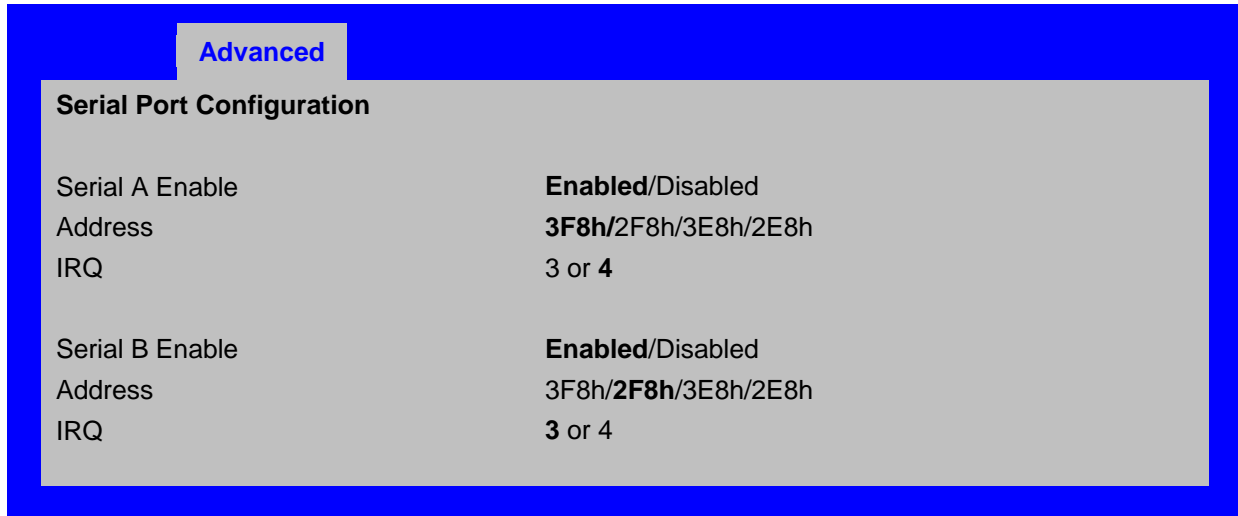 Advanced
Serial Port Configuration
Serial A Enable Enabled/Disabled
Address 3F8h/2F8h/3E8h/2E8h
IRQ 3 or 4
Serial B Enable Enabled/Disabled
Address 3F8h/2F8h/3E8h/2E8h
IRQ 3 or 4